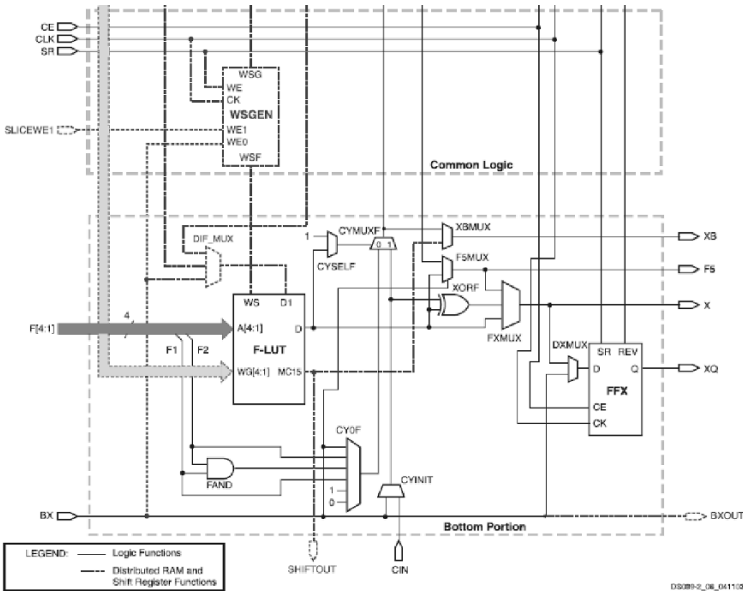 CE
CLK
SR
WSG
WE
CK
WSGEN
SLICEWE1
WE1
WE0
WSF
Common Logic
DIF_MUX
1
CYMUXF
0 1
CYSELF
XBMUX
XB
F5MUX
F5
XORF
X
FXMUX
DXMUX
WS
D1
F[4:1]
4
A[4:1]
D
F1
F2
F-LUT
WG[4:1]
MC15
SR
REV
D
Q
XQ
FFX
CE
CK
CY0F
FAND
1
0
CYINIT
BX
BXOUT
Bottom Portion
SHIFTOUT
CIN
LEGEND:
Logic Functions
Distributed RAM and
Shift Register Functions